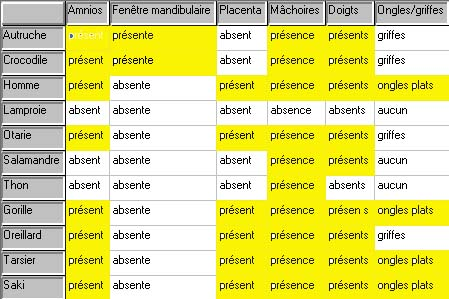 Amnios Fenêtre mandibulaire Placenta Mâchoires Doigts Ongles/griffes
Autruche présent présente absent présence présents griffes
Crocodile présent présente absent présence présents griffes
Homme présent absente présent présence présents ongles plats
Lamproie absent absente absent absence absents aucun
Otarie présent absente présent présence présents griffes
Salamandre absent absente absent présence présents aucun
Thon absent absente absent présence absents aucun
Gorille présent absente présent présence présen s ongles plats
Oreillard présent absente présent présence présents griffes
Tarsier présent absente présent présence présents ongles plats
Saki présent absente présent présence présents ongles plats